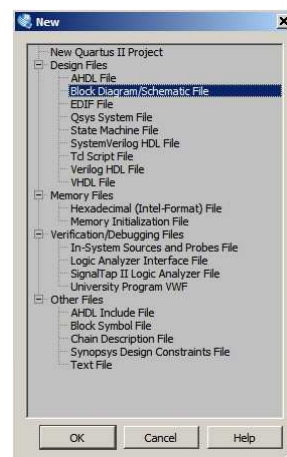 New
New Quartus II Project
Design Files
AHDL File
Block Diagram/Schematic File
EDIF File
Qsys System File
State Machine File
SystemVerilog HDL File
Tcl Script File
Verilog HDL File
VHDL File
Memory Files
Hexadecimal (Intel-Format) File
Memory Initialization File
Verification/Debugging Files
In-System Sources and Probes File
Logic Analyzer Interface File
SignalTap II Logic Analyzer File
University Program VWF
Other Files
AHDL Include File
Block Symbol File
Chain Description File
Synopsys Design Constraints File
Text File
OK Cancel Help